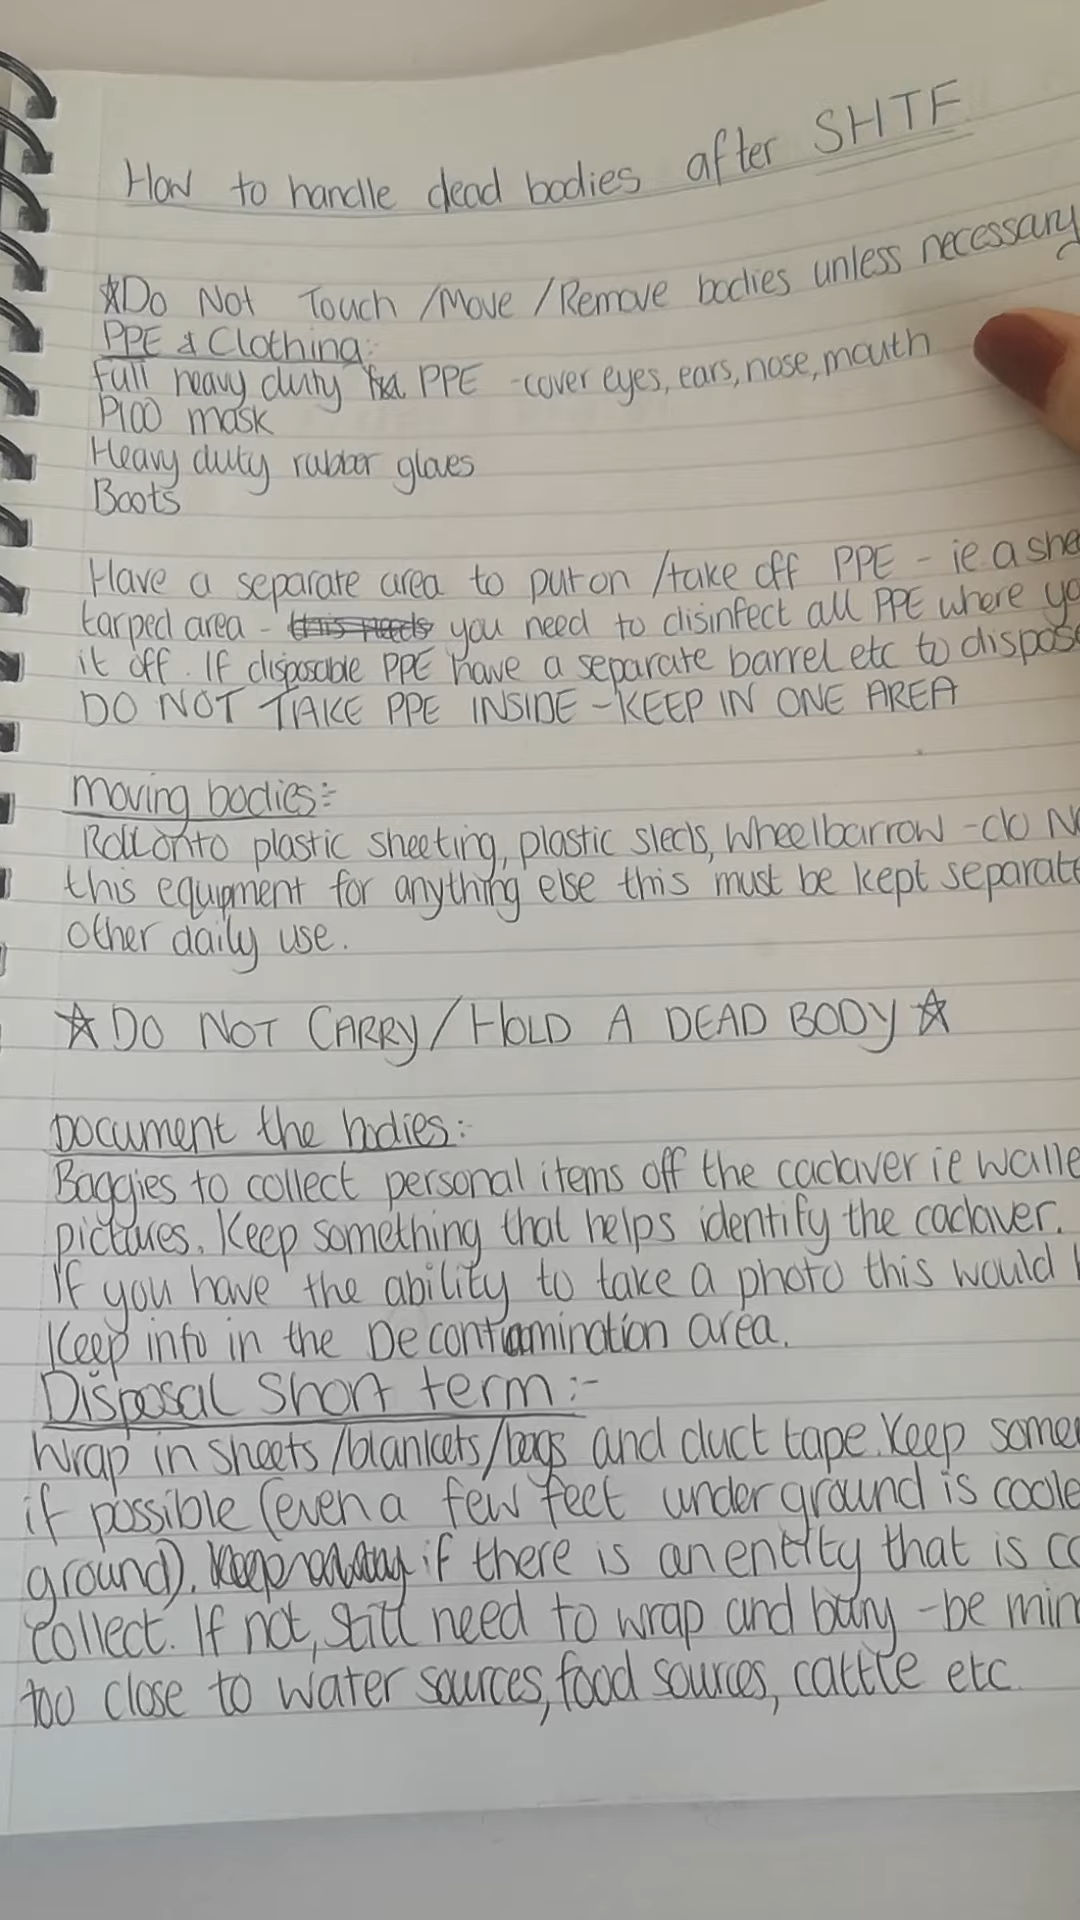 How to handle dead bodies after SHTF
☆Do Not Touch /Move /Remove bodies unless necessary
PPE & Clothing:
Full heavy duty PPE - cover eyes, ears, nose, mouth
P100 mask
Heavy duty rubber gloves
Boots
Have a separate area to put on /take off PPE - ie. a she
tarped area - you need to disinfect all PPE where yo
it off. If disposable PPE have a separate barrel etc to dispose
DO NOT TAKE PPE INSIDE - KEEP IN ONE AREA
Moving bodies:-
Roll onto plastic sheeting, plastic sleds, wheelbarrow - do N
this equipment for anything else this must be kept separate
other daily use.
☆ DO NOT CARRY/HOLD A DEAD BODY ☆
Document the bodies:-
Baggies to collect personal items off the cadaver ie walle
pictures. Keep something that helps identify the cadaver.
If you have the ability to take a photo this would
Keep info in the Decontamination area.
Disposal Short term:-
Wrap in sheets /blankets/bags and duct tape. Keep some
if possible (even a few feet underground is coole
ground). if there is an entity that is co
collect. If not, still need to wrap and bury - be min
too close to water sources, food sources, cattle etc.